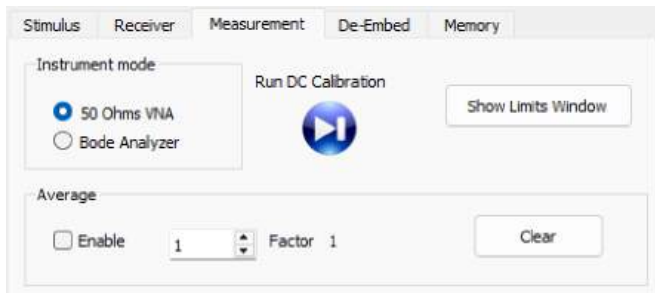 Stimulus Receiver Measurement De-Embed Memory
Instrument mode
Run DC Calibration
50 Ohms VNA
Show Limits Window
Bode Analyzer
Average
Enable 1 Factor 1 Clear